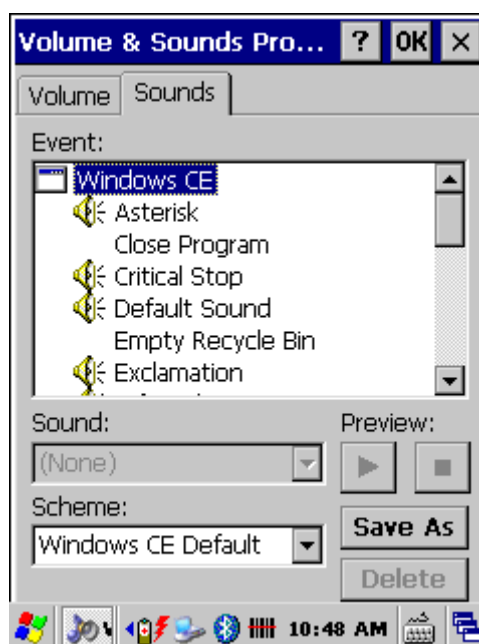 Volume & Sounds Pro... ? OK ×
Volume Sounds
Event:
Windows CE
Asterisk
Close Program
Critical Stop
Default Sound
Empty Recycle Bin
Exclamation
Sound: Preview:
(None)
Scheme:
Save As
Windows CE Default
Delete
10:48 AM